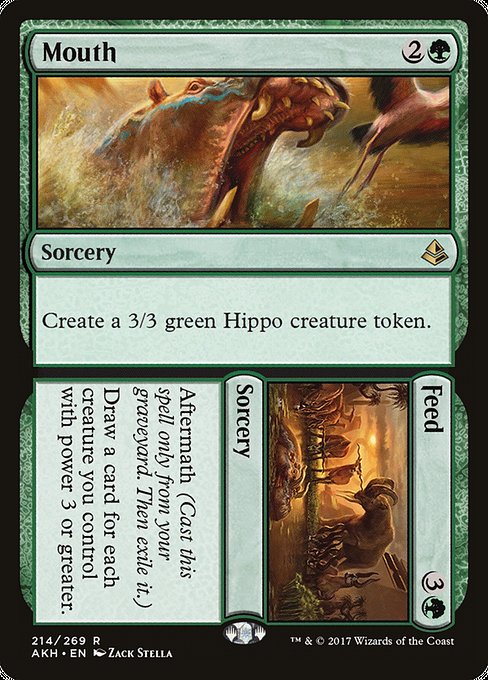 Mouth 2
Sorcery
Create a 3/3 green Hippo creature token.
Feed 3
Sorcery
Aftermath (Cast this
spell only from your
graveyard. Then exile it.)
Draw a card for each
creature you control
with power 3 or greater.
214/269 R
AKH • EN ZACK STELLA
™ & © 2017 Wizards of the Coast